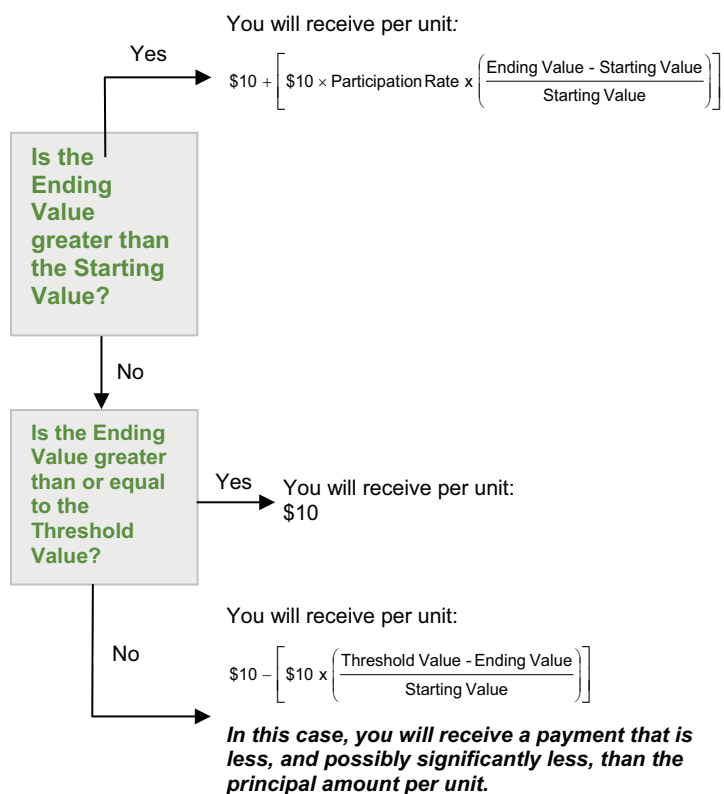 You will receive per unit:
Yes
$10 + [ $10 × Participation Rate x ( Ending Value - Starting Value / Starting Value ) ]
Is the
Ending
Value
greater than
the Starting
Value?
No
Is the Ending
Value greater
than or equal
to the
Threshold
Value?
Yes
You will receive per unit:
$10
You will receive per unit:
No
$10 – [ $10 x ( Threshold Value - Ending Value / Starting Value ) ]
In this case, you will receive a payment that is
less, and possibly significantly less, than the
principal amount per unit.